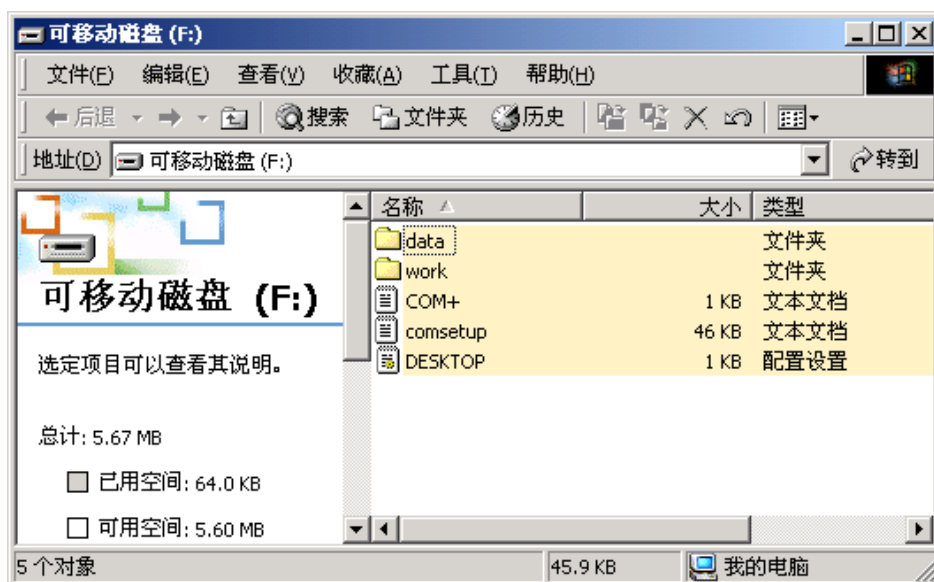 可移动磁盘 (F:)
文件(F) 编辑(E) 查看(V) 收藏(A) 工具(T) 帮助(H)
后退 搜索 文件夹 历史
地址(D) 可移动磁盘 (F:) 转到
名称 大小 类型
data 文件夹
work 文件夹
COM+ 1 KB 文本文档
comsetup 46 KB 文本文档
DESKTOP 1 KB 配置设置
可移动磁盘 (F:)
选定项目可以查看其说明。
总计: 5.67 MB
已用空间: 64.0 KB
可用空间: 5.60 MB
5 个对象 45.9 KB 我的电脑